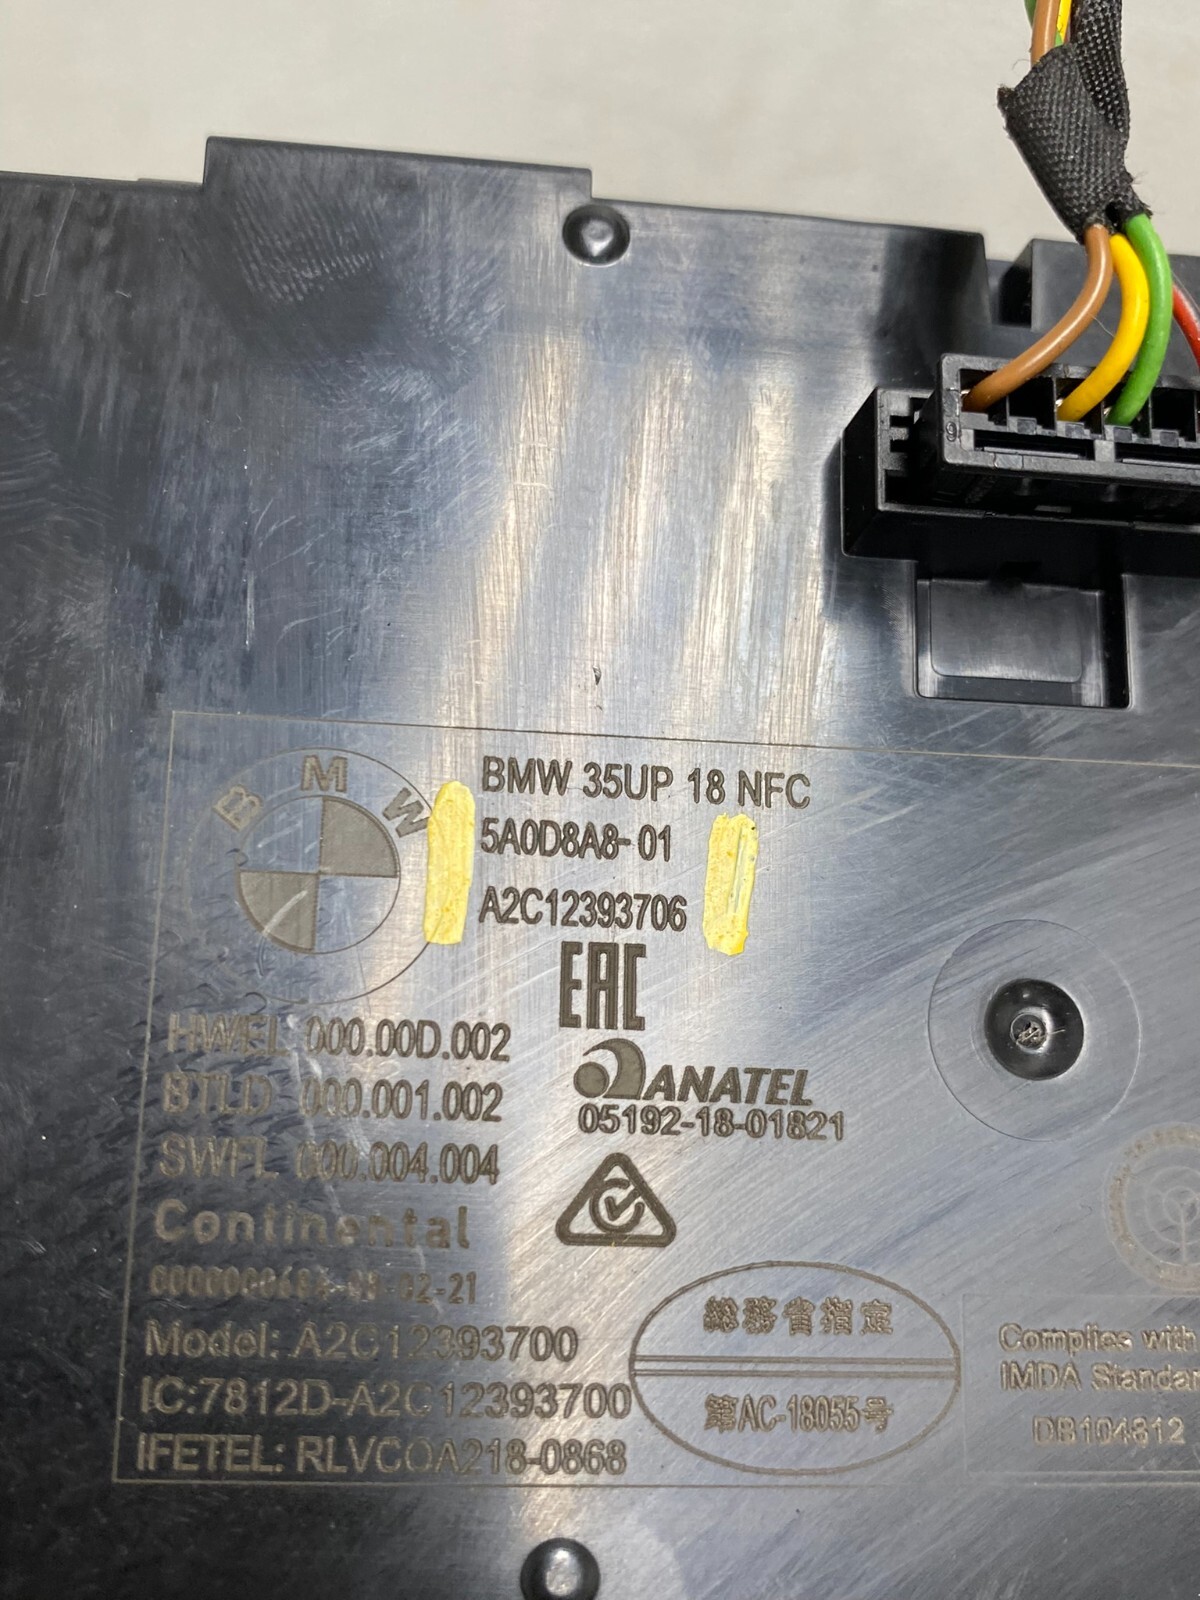 BMW
BMW 35UP 18 NFC
5A0D8A8-01
A2C12393706
EAC
HWEL 000.00D.002
BTLD 000.001.002
SWFL 000.004.004
Continental
ANATEL
05192-18-01821
Model: A2C12393700
IC:7812D-A2C12393700
IFETEL: RLVCOA218-0868
総務省指定
第AC-18055号
Complies with
IMDA Standar
DB104812